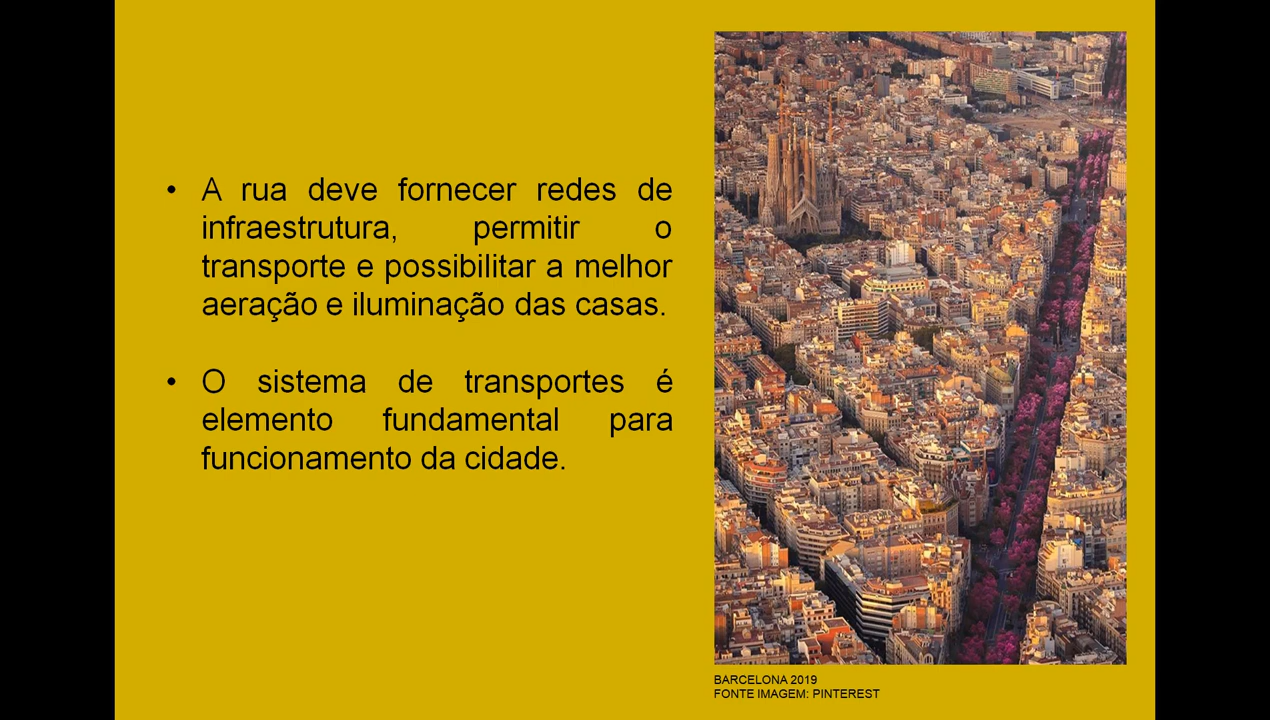 • A rua deve fornecer redes de
infraestrutura, permitir o
transporte e possibilitar a melhor
aeração e iluminação das casas.
• O sistema de transportes é
elemento fundamental para
funcionamento da cidade.
BARCELONA 2019
FONTE IMAGEM: PINTEREST